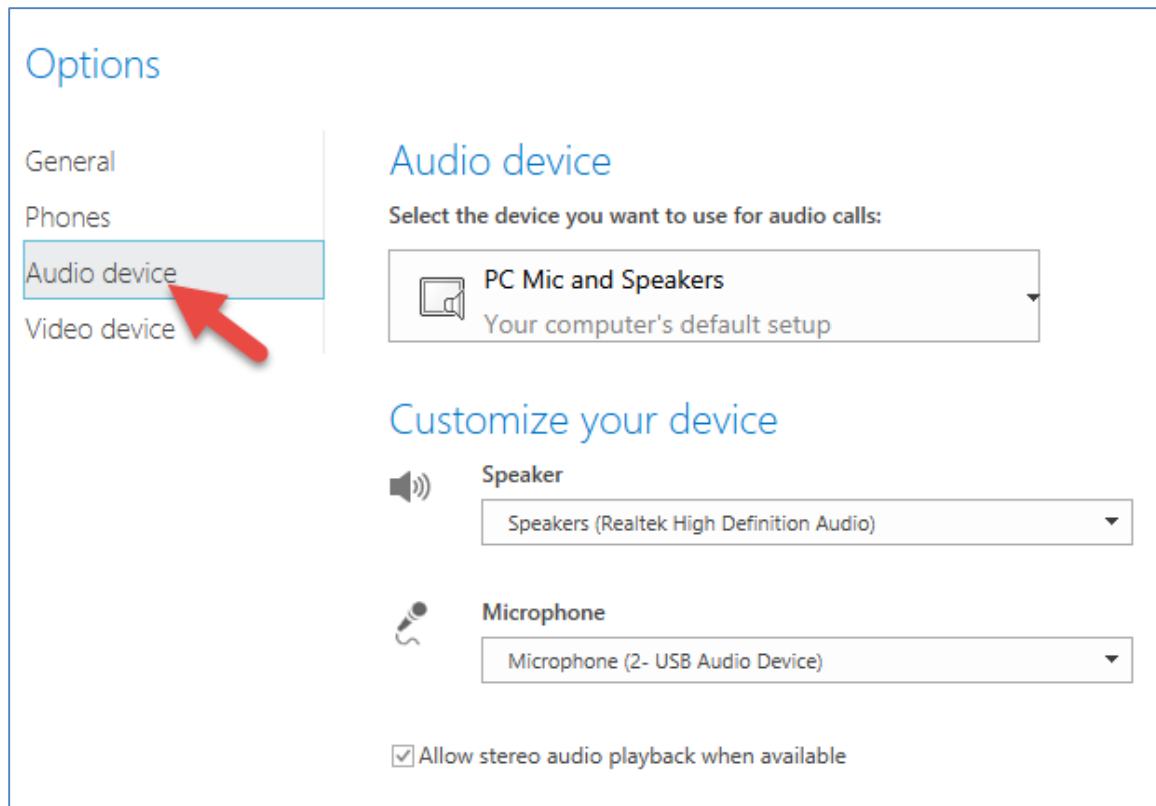 Options
General
Phones
Audio device
Video device
Audio device
Select the device you want to use for audio calls:
PC Mic and Speakers
Your computer's default setup
Customize your device
Speaker
Speakers (Realtek High Definition Audio)
Microphone
Microphone (2- USB Audio Device)
Allow stereo audio playback when available